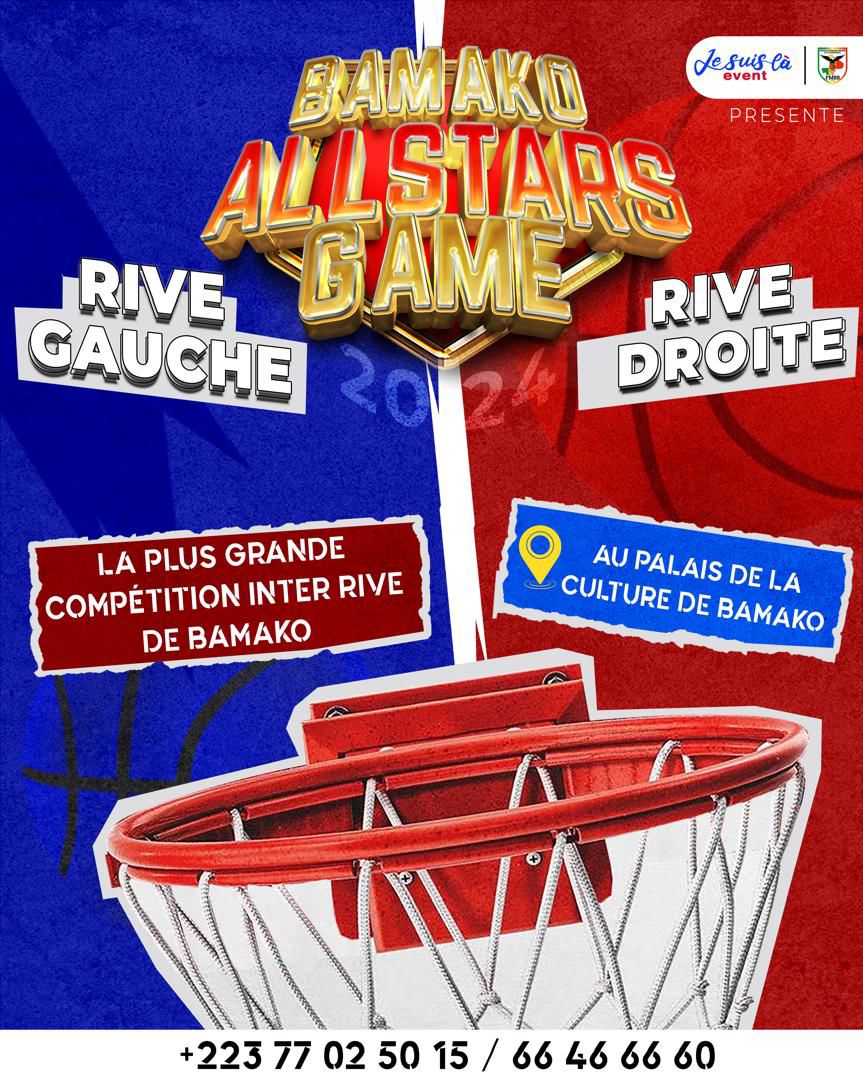 Je suis là
event
FMBB
PRESENTE
BAMAKO
ALLSTARS
GAME
2024
RIVE
GAUCHE
RIVE
DROITE
LA PLUS GRANDE
COMPÉTITION INTER RIVE
DE BAMAKO
AU PALAIS DE LA
CULTURE DE BAMAKO
+223 77 02 50 15 / 66 46 66 60